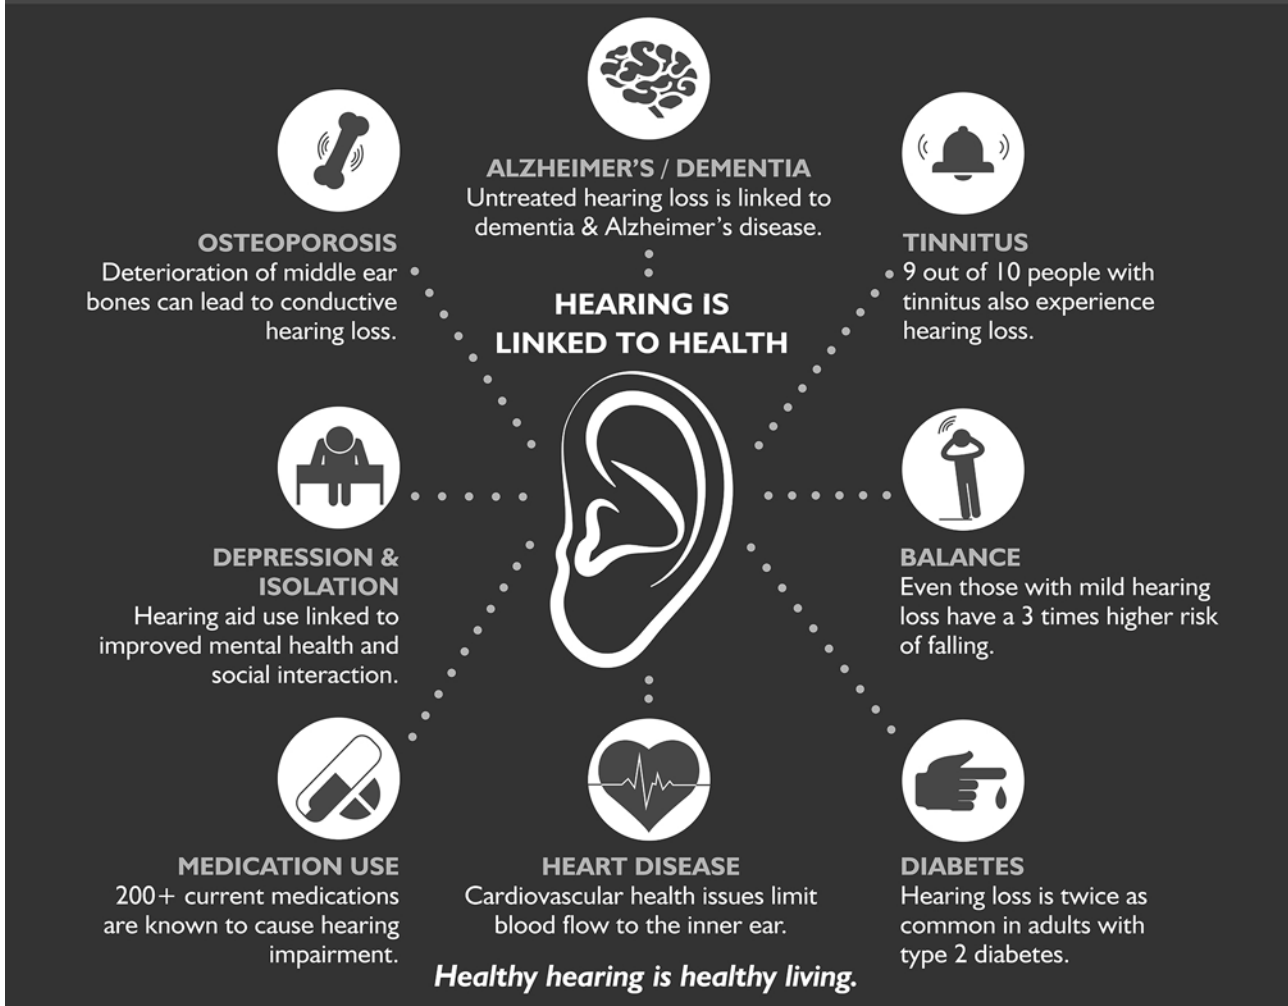 ALZHEIMER'S / DEMENTIA
Untreated hearing loss is linked to
dementia & Alzheimer's disease.
OSTEOPOROSIS
Deterioration of middle ear
bones can lead to conductive
hearing loss.
TINNITUS
9 out of 10 people with
tinnitus also experience
hearing loss.
HEARING IS
LINKED TO HEALTH
DEPRESSION &
ISOLATION
Hearing aid use linked to
improved mental health and
social interaction.
BALANCE
Even those with mild hearing
loss have a 3 times higher risk
of falling.
MEDICATION USE
200+ current medications
are known to cause hearing
impairment.
HEART DISEASE
Cardiovascular health issues limit
blood flow to the inner ear.
DIABETES
Hearing loss is twice as
common in adults with
type 2 diabetes.
Healthy hearing is healthy living.